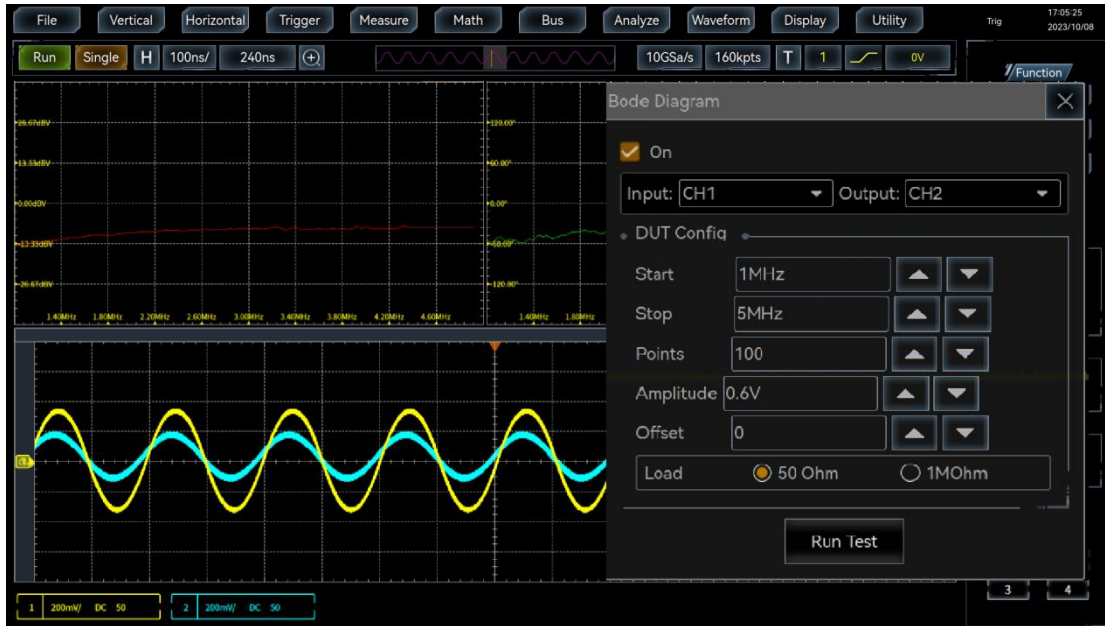 File Vertical Horizontal Trigger Measure Math Bus Analyze Waveform Display Utility Trig 17:05:25
2023/10/08
Run Single H 100ns/ 240ns 10GSa/s 160kpts T 1 0V
Function
Bode Diagram
On
Input: CH1 Output: CH2
DUT Config
Start 1MHz
Stop 5MHz
Points 100
Amplitude 0.6V
Offset 0
Load 50 Ohm 1MOhm
Run Test
26.67dBV 120.00°
13.33dBV 60.00°
0.00dBV 0.00°
-13.33dBV -60.00°
-26.67dBV -120.00°
1.40MHz 1.80MHz 2.20MHz 2.60MHz 3.00MHz 3.40MHz 3.80MHz 4.20MHz 4.60MHz 1.40MHz 1.80MHz
3 4
1 200mV/ DC 50 2 200mV/ DC 50